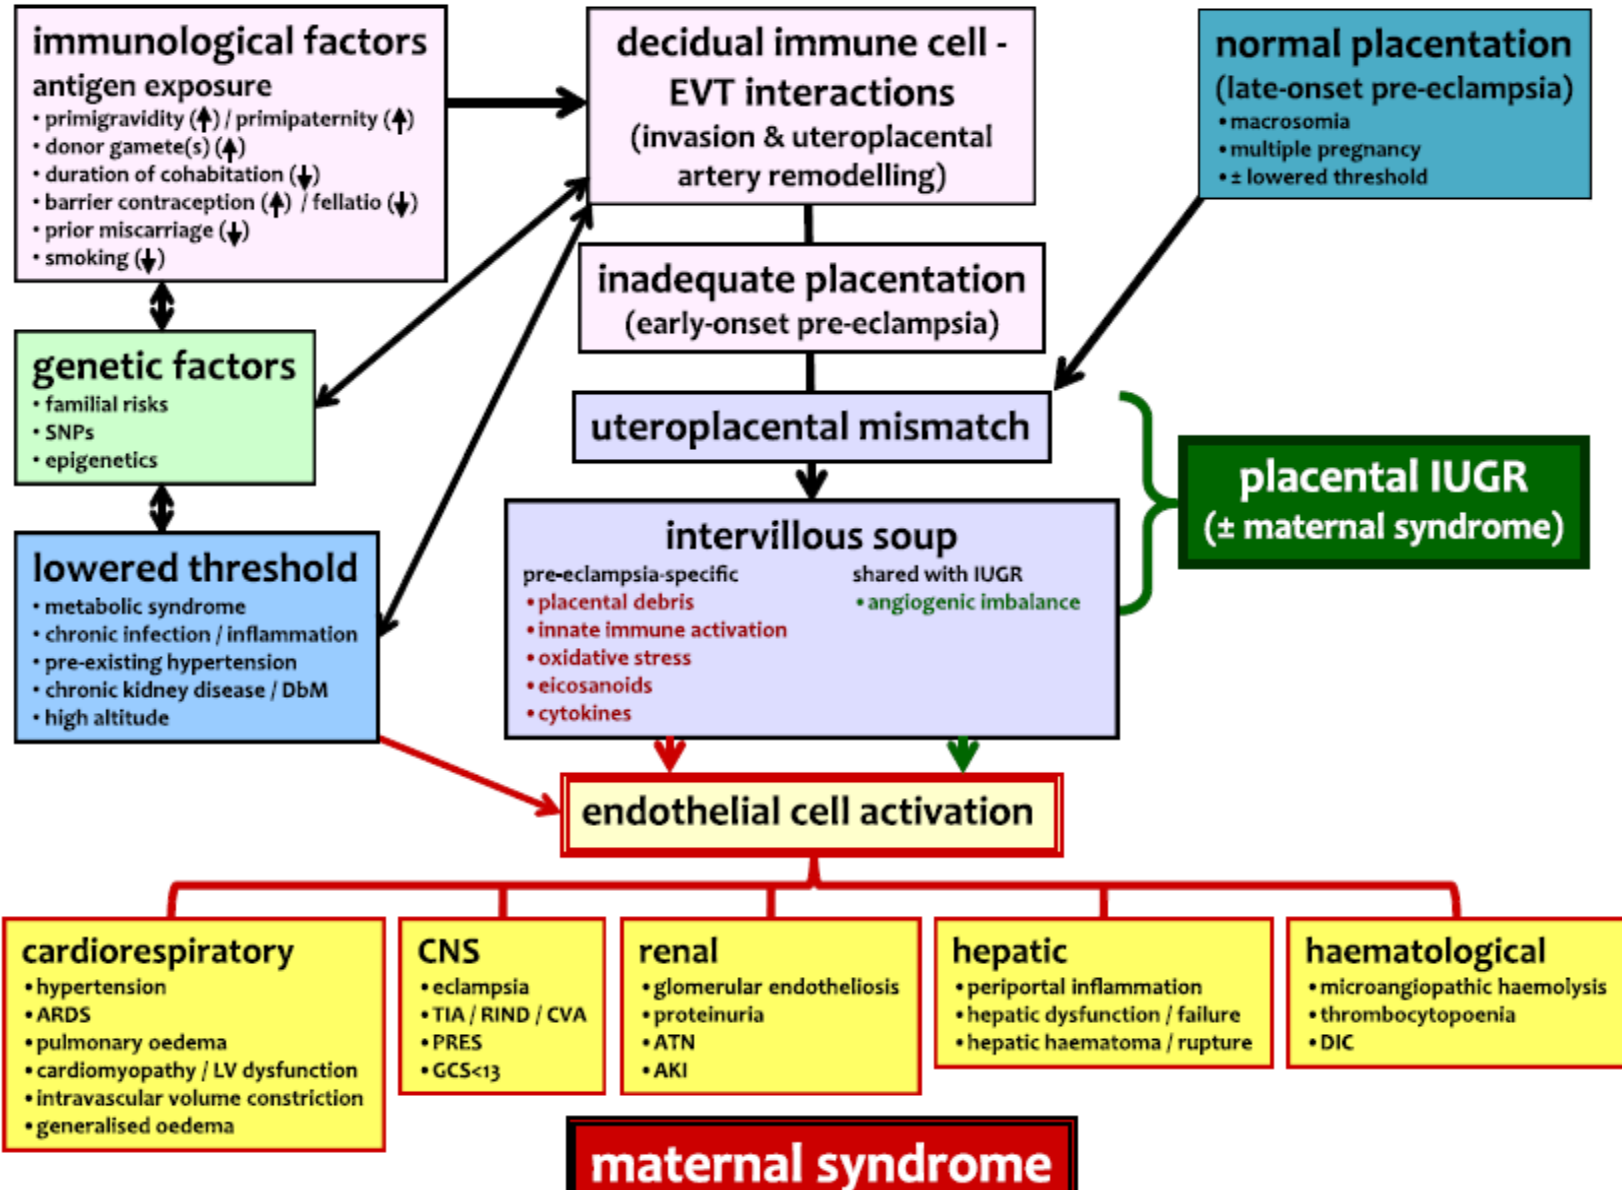 immunological factors
antigen exposure
• primigravidity (↑) / primipaternity (↑)
• donor gamete(s) (↑)
• duration of cohabitation (↓)
• barrier contraception (↑) / fellatio (↓)
• prior miscarriage (↓)
• smoking (↓)
decidual immune cell -
EVT interactions
(invasion & uteroplacental
artery remodelling)
normal placentation
(late-onset pre-eclampsia)
• macrosomia
• multiple pregnancy
• ± lowered threshold
inadequate placentation
(early-onset pre-eclampsia)
genetic factors
• familial risks
• SNPs
• epigenetics
uteroplacental mismatch
placental IUGR
(± maternal syndrome)
lowered threshold
• metabolic syndrome
• chronic infection / inflammation
• pre-existing hypertension
• chronic kidney disease / DbM
• high altitude
intervillous soup
pre-eclampsia-specific
• placental debris
• innate immune activation
• oxidative stress
• eicosanoids
• cytokines
shared with IUGR
• angiogenic imbalance
endothelial cell activation
cardiorespiratory
• hypertension
• ARDS
• pulmonary oedema
• cardiomyopathy / LV dysfunction
• intravascular volume constriction
• generalised oedema
CNS
• eclampsia
• TIA / RIND / CVA
• PRES
• GCS<13
renal
• glomerular endotheliosis
• proteinuria
• ATN
• AKI
hepatic
• periportal inflammation
• hepatic dysfunction / failure
• hepatic haematoma / rupture
haematological
• microangiopathic haemolysis
• thrombocytopoenia
• DIC
maternal syndrome